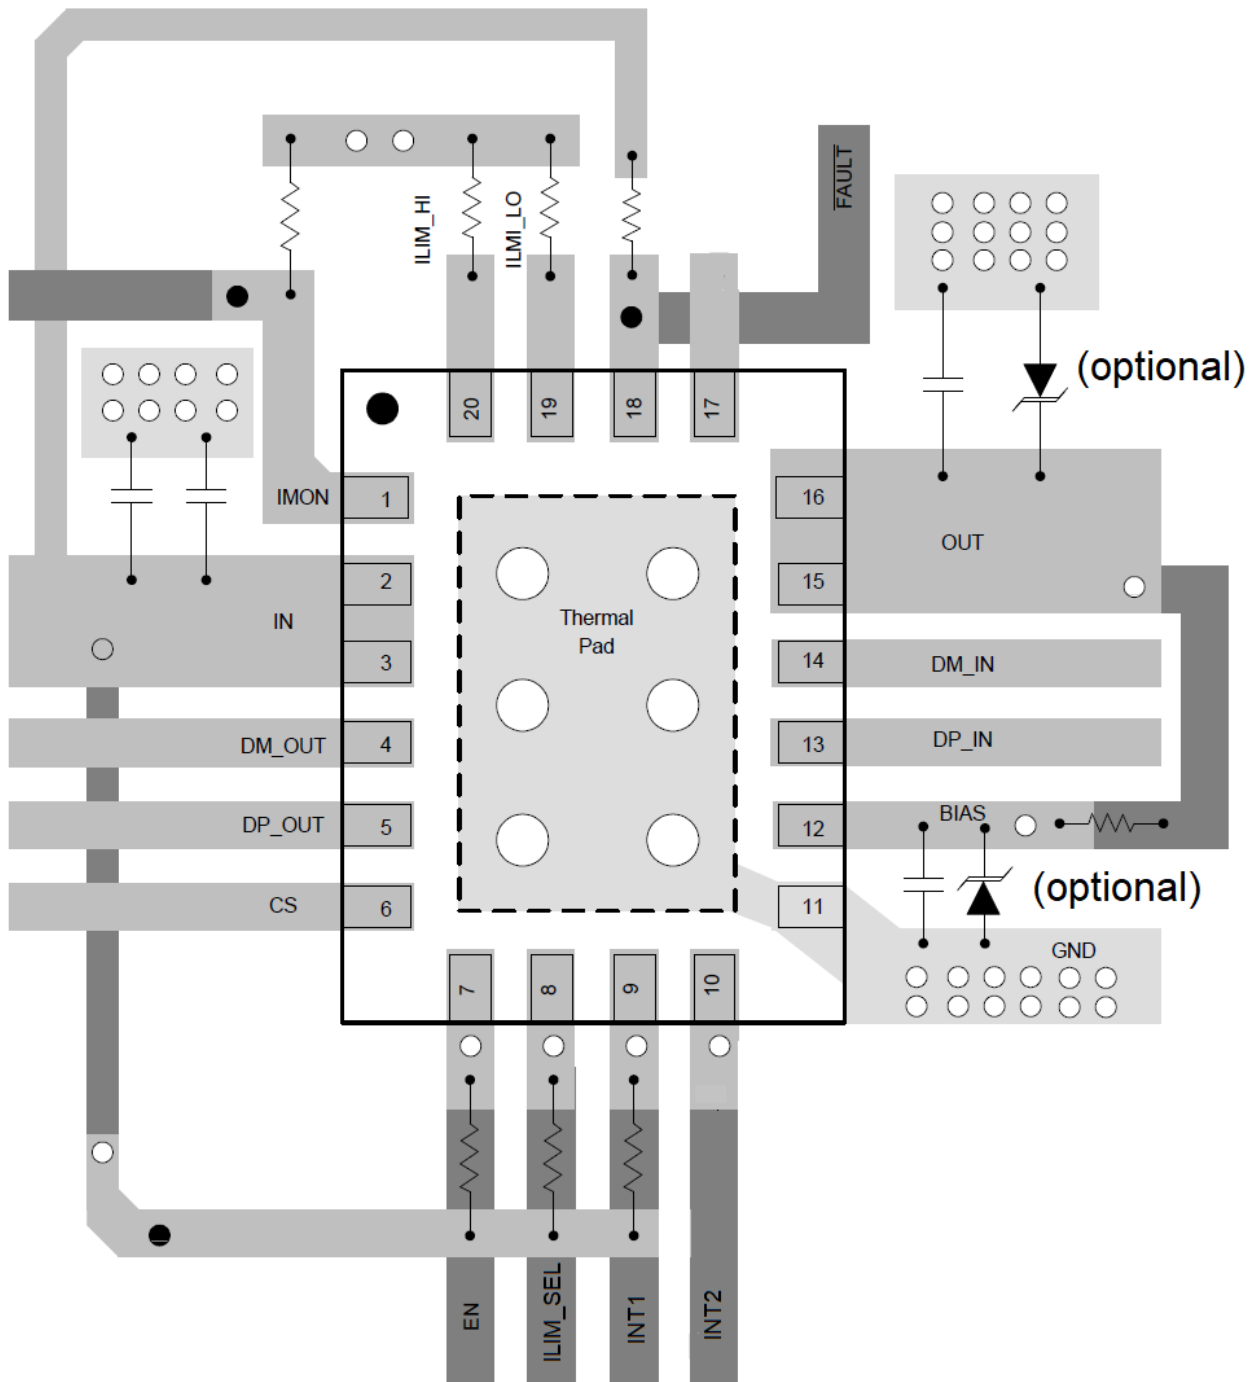 FAULT
ILIM_HI
ILMI_LO
(optional)
20
19
18
17
IMON
1
16
OUT
2
15
IN
Thermal
Pad
3
14
DM_IN
DM_OUT
4
13
DP_IN
DP_OUT
5
12
BIAS
(optional)
CS
6
11
GND
7
8
9
10
EN
ILIM_SEL
INT1
INT2